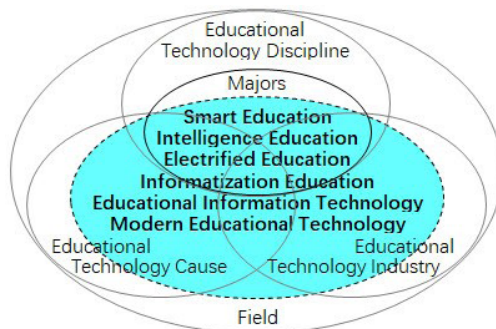 Educational
Technology Discipline
Majors
Smart Education
Intelligence Education
Electrified Education
Informatization Education
Educational Information Technology
Modern Educational Technology
Educational
Technology Cause
Educational
Technology Industry
Field